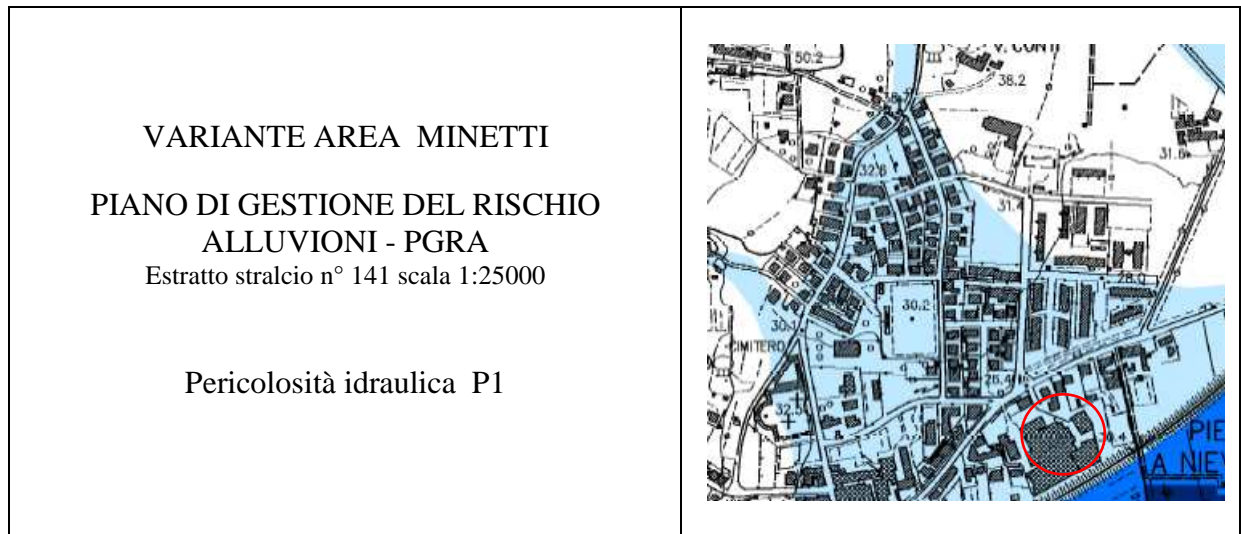 VARIANTE AREA MINETTI
PIANO DI GESTIONE DEL RISCHIO
ALLUVIONI - PGRA
Estratto stralcio n° 141 scala 1:25000
Pericolosità idraulica P1
V. CONTI
50.2
38.2
31.6
32.8
31.4
28.0
30.2
30.1
CIMITERO
32.5
PIE
A NIEV